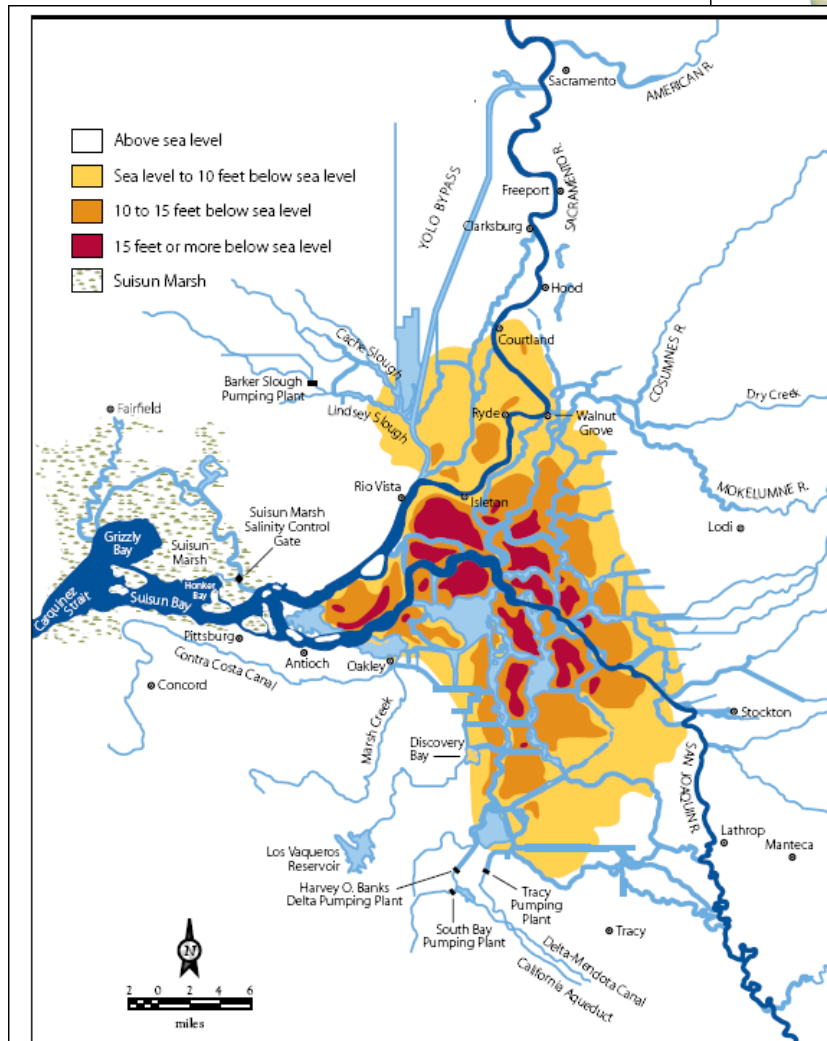 Sacramento
AMERICAN R.
Above sea level
Sea level to 10 feet below sea level
10 to 15 feet below sea level
15 feet or more below sea level
Suisun Marsh
YOLO BYPASS
SACRAMENTO R.
Freeport
Clarksburg
Hood
Courtland
COSUMNES R.
Cache Slough
Barker Slough
Pumping Plant
Lindsey Slough
Dry Creek
Fairfield
Ryde
Walnut
Grove
MOKELUMNE R.
Rio Vista
Isleton
Lodi
Suisun Marsh
Salinity Control
Gate
Grizzly
Bay
Suisun
Marsh
Honker
Bay
Carquinez
Strait
Suisun Bay
Pittsburg
Antioch
Oakley
Contra Costa Canal
Concord
Marsh Creek
Stockton
Discovery
Bay
SAN JOAQUIN R.
Lathrop
Manteca
Los Vaqueros
Reservoir
Harvey O. Banks
Delta Pumping Plant
Tracy
Pumping
Plant
South Bay
Pumping Plant
Tracy
Delta-Mendota Canal
California Aqueduct
N
2 0 2 4 6
miles